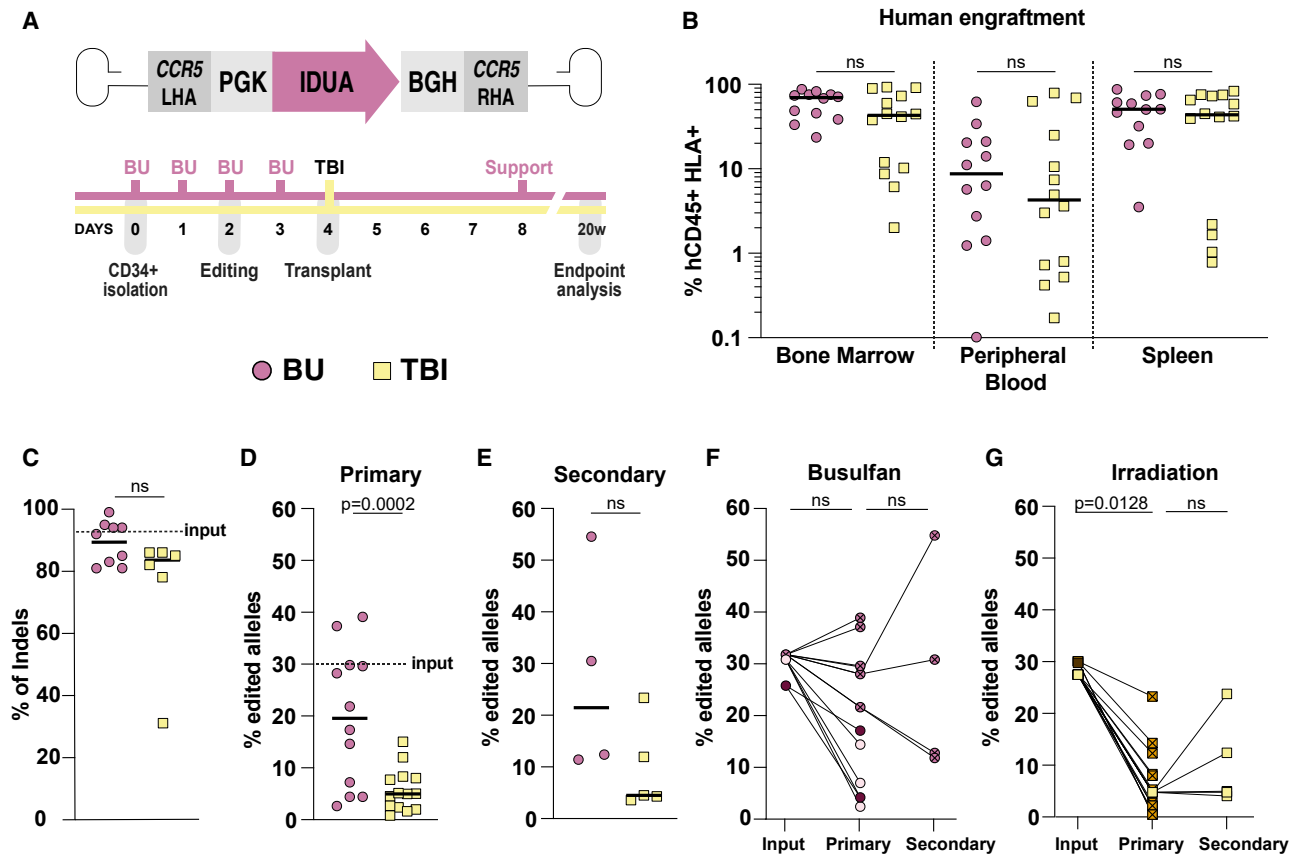 A
CCR5
LHA
PGK
IDUA
BGH
CCR5
RHA
BU BU BU BU TBI Support
DAYS 0 1 2 3 4 5 6 7 8 20w
CD34+
isolation
Editing
Transplant
Endpoint
analysis
BU TBI
B
Human engraftment
ns ns ns
% hCD45+ HLA+
100
10
1
0.1
Bone Marrow
Peripheral
Blood
Spleen
C
ns
% of Indels
100
80
60
40
20
0
input
D
Primary
p=0.0002
% edited alleles
60
50
40
30
20
10
0
input
E
Secondary
ns
% edited alleles
60
50
40
30
20
10
0
F
Busulfan
ns ns
% edited alleles
60
50
40
30
20
10
0
Input Primary Secondary
G
Irradiation
p=0.0128 ns
% edited alleles
60
50
40
30
20
10
0
Input Primary Secondary